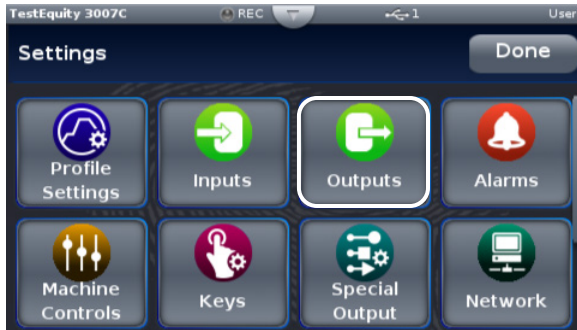 TestEquity 3007C REC 1 User
Settings Done
Profile
Settings
Inputs
Outputs
Alarms
Machine
Controls
Keys
Special
Output
Network